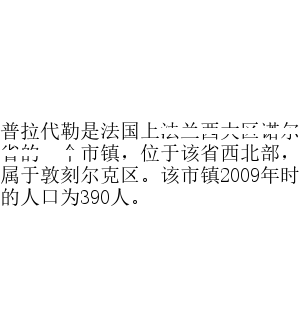 普拉代勒是法国上法兰西大区诺尔
省的一个市镇，位于该省西北部，
属于敦刻尔克区。该市镇2009年时
的人口为390人。